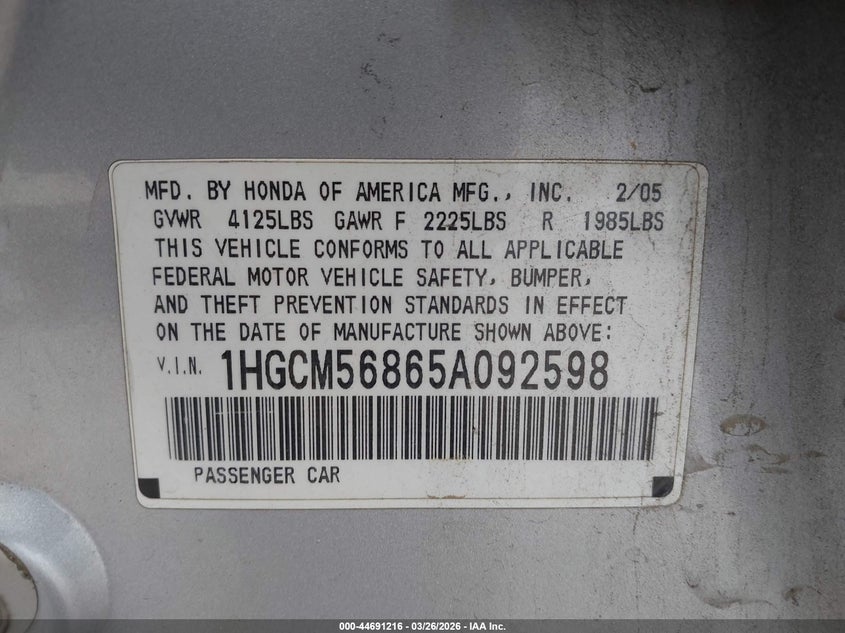 MFD. BY HONDA OF AMERICA MFG., INC. 2/05
GVWR 4125LBS GAWR F 2225LBS R 1985LBS
THIS VEHICLE CONFORMS TO ALL APPLICABLE
FEDERAL MOTOR VEHICLE SAFETY, BUMPER,
AND THEFT PREVENTION STANDARDS IN EFFECT
ON THE DATE OF MANUFACTURE SHOWN ABOVE:
V.I.N. 1HGCM56865A092598
PASSENGER CAR
000-44691216 - 03/26/2026 - IAA Inc.